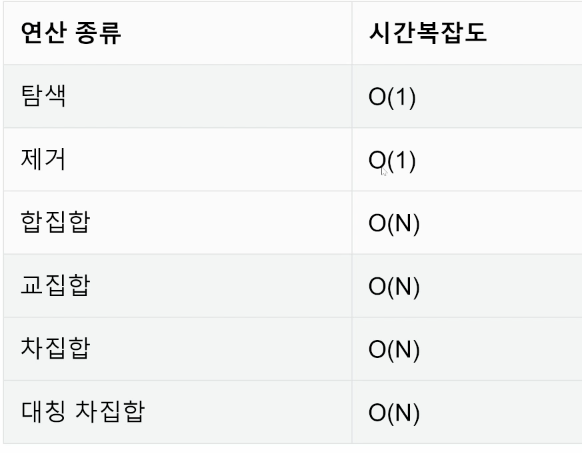 연산 종류 시간복잡도
탐색 O(1)
제거 O(1)
합집합 O(N)
교집합 O(N)
차집합 O(N)
대칭 차집합 O(N)